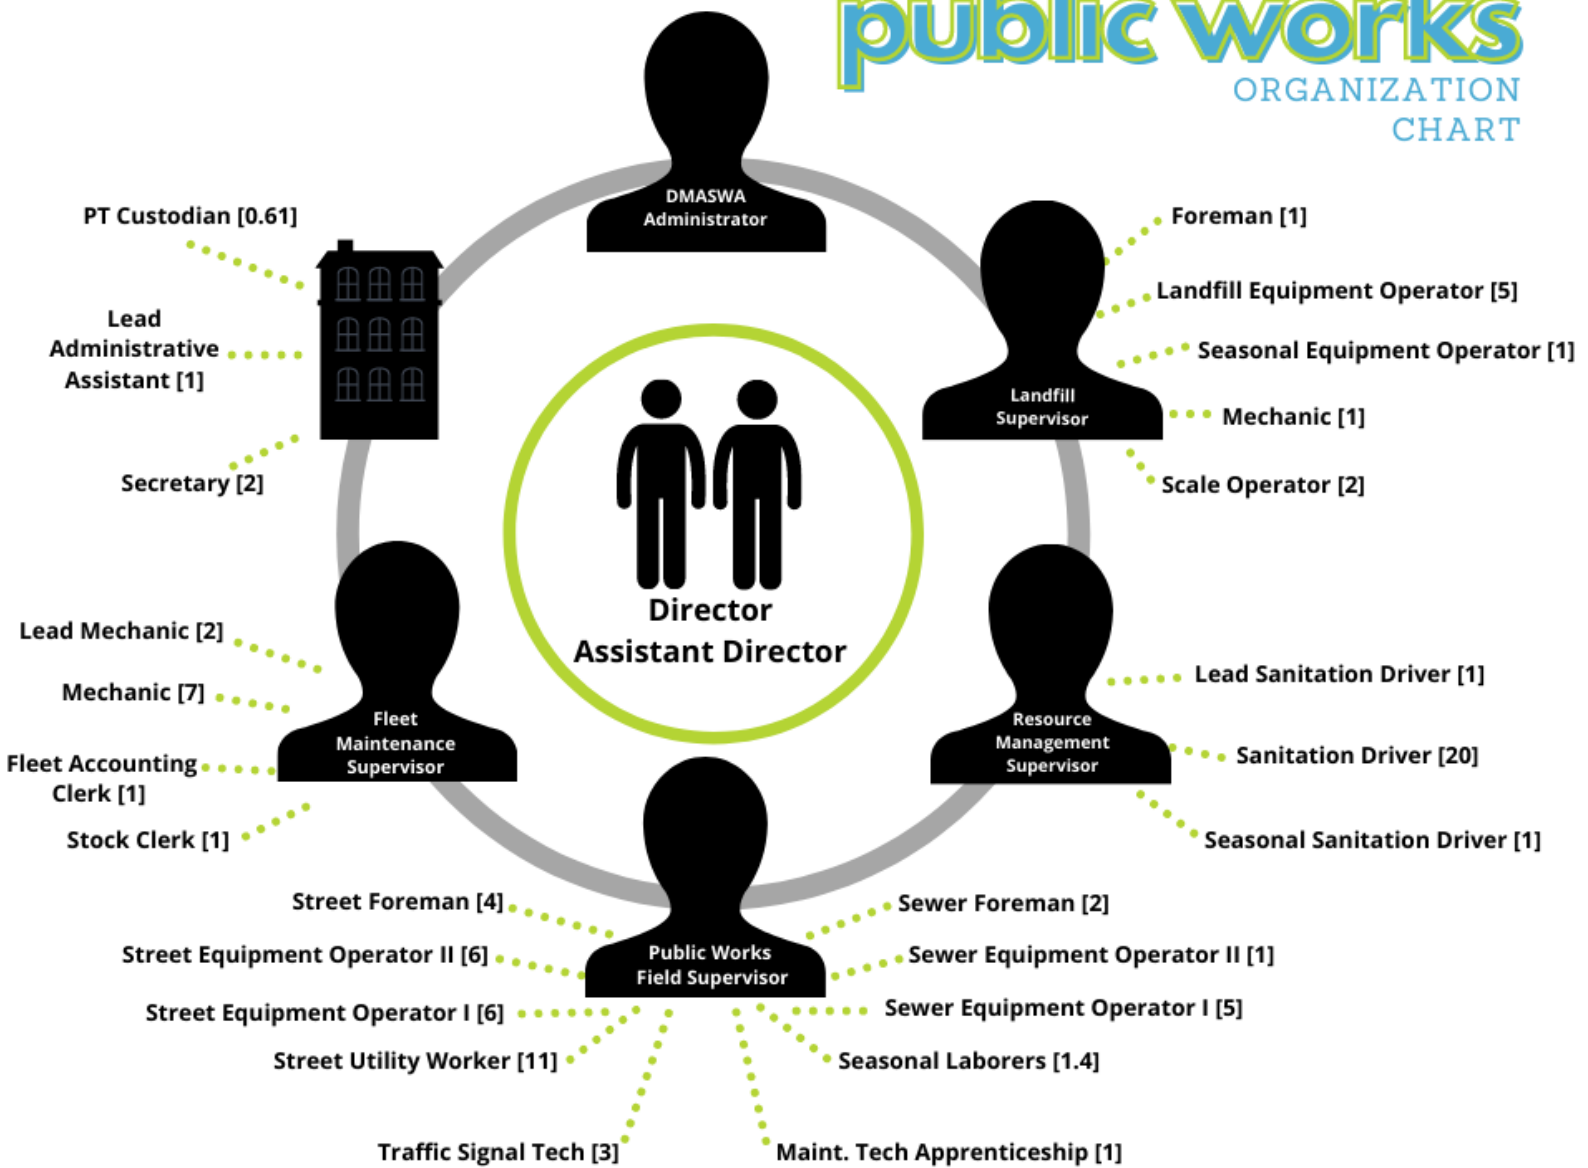 public works
ORGANIZATION
CHART
DMASWA
Administrator
PT Custodian [0.61]
Lead
Administrative
Assistant [1]
Secretary [2]
Foreman [1]
Landfill Equipment Operator [5]
Seasonal Equipment Operator [1]
Mechanic [1]
Scale Operator [2]
Landfill
Supervisor
Director
Assistant Director
Lead Mechanic [2]
Mechanic [7]
Fleet Accounting
Clerk [1]
Stock Clerk [1]
Fleet
Maintenance
Supervisor
Resource
Management
Supervisor
Lead Sanitation Driver [1]
Sanitation Driver [20]
Seasonal Sanitation Driver [1]
Public Works
Field Supervisor
Street Foreman [4]
Street Equipment Operator II [6]
Street Equipment Operator I [6]
Street Utility Worker [11]
Traffic Signal Tech [3]
Sewer Foreman [2]
Sewer Equipment Operator II [1]
Sewer Equipment Operator I [5]
Seasonal Laborers [1.4]
Maint. Tech Apprenticeship [1]